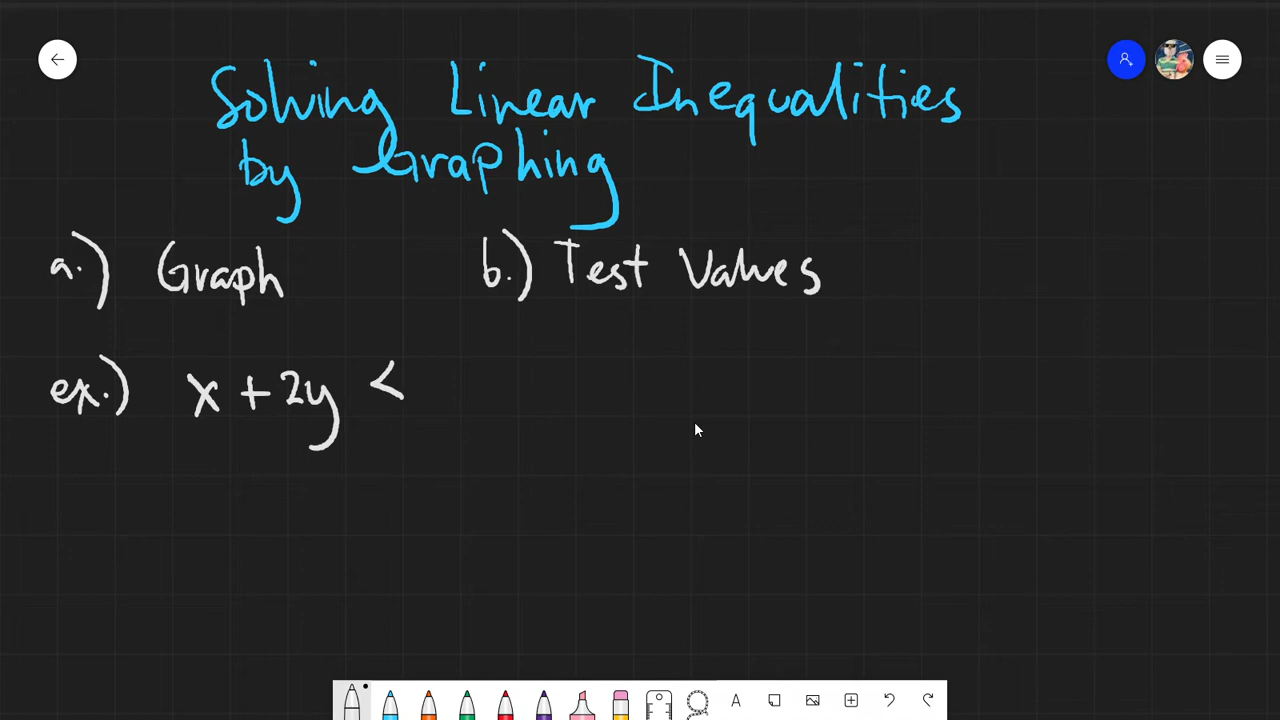 Solving Linear Inequalities
by Graphing
a.) Graph b.) Test Values
ex.) x + 2y <
A